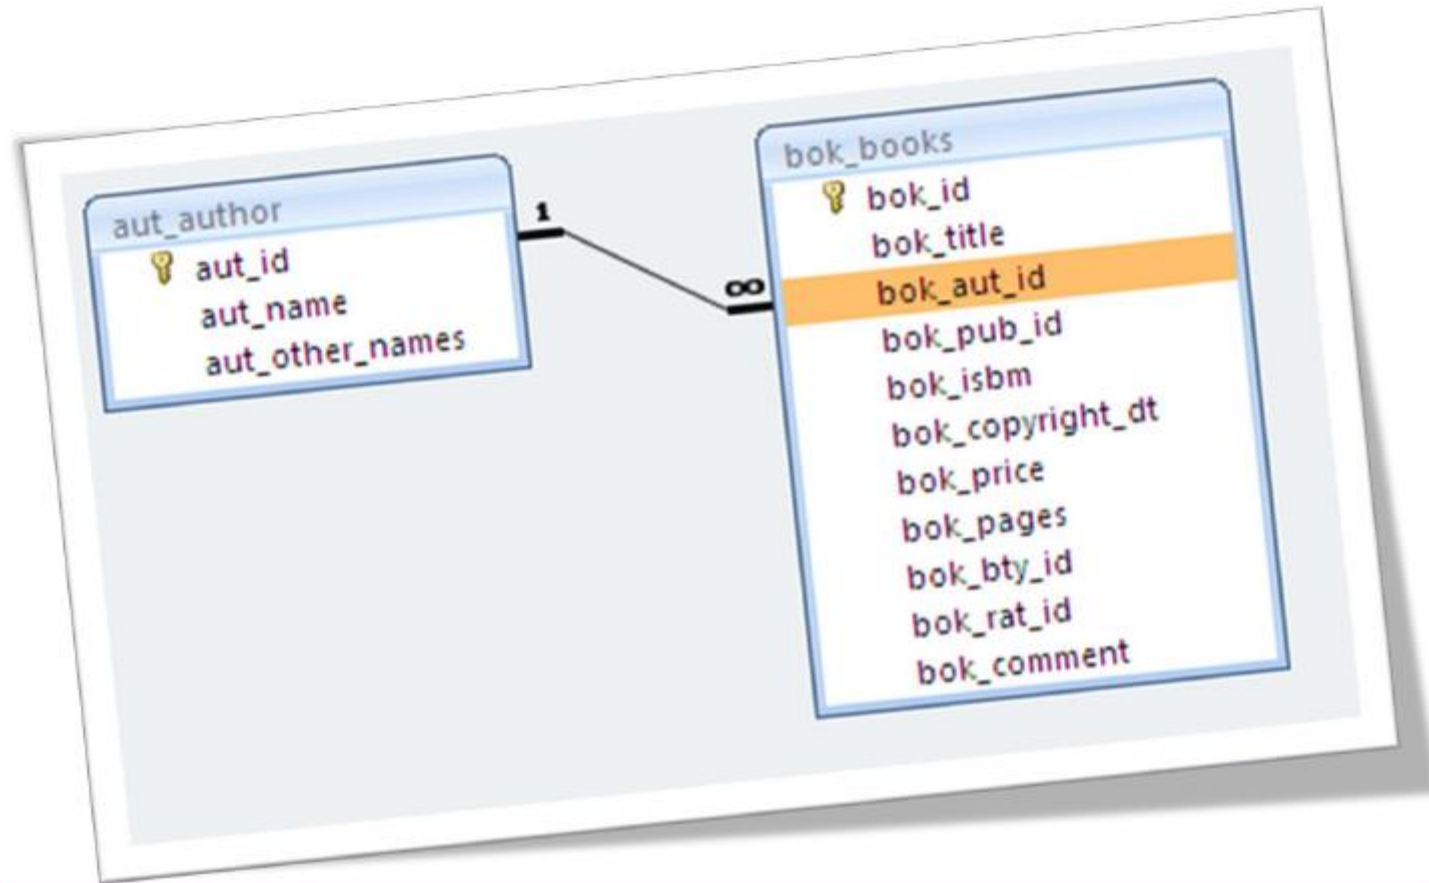 aut_author
aut_id
aut_name
aut_other_names
1
∞
bok_books
bok_id
bok_title
bok_aut_id
bok_pub_id
bok_isbm
bok_copyright_dt
bok_price
bok_pages
bok_bty_id
bok_rat_id
bok_comment